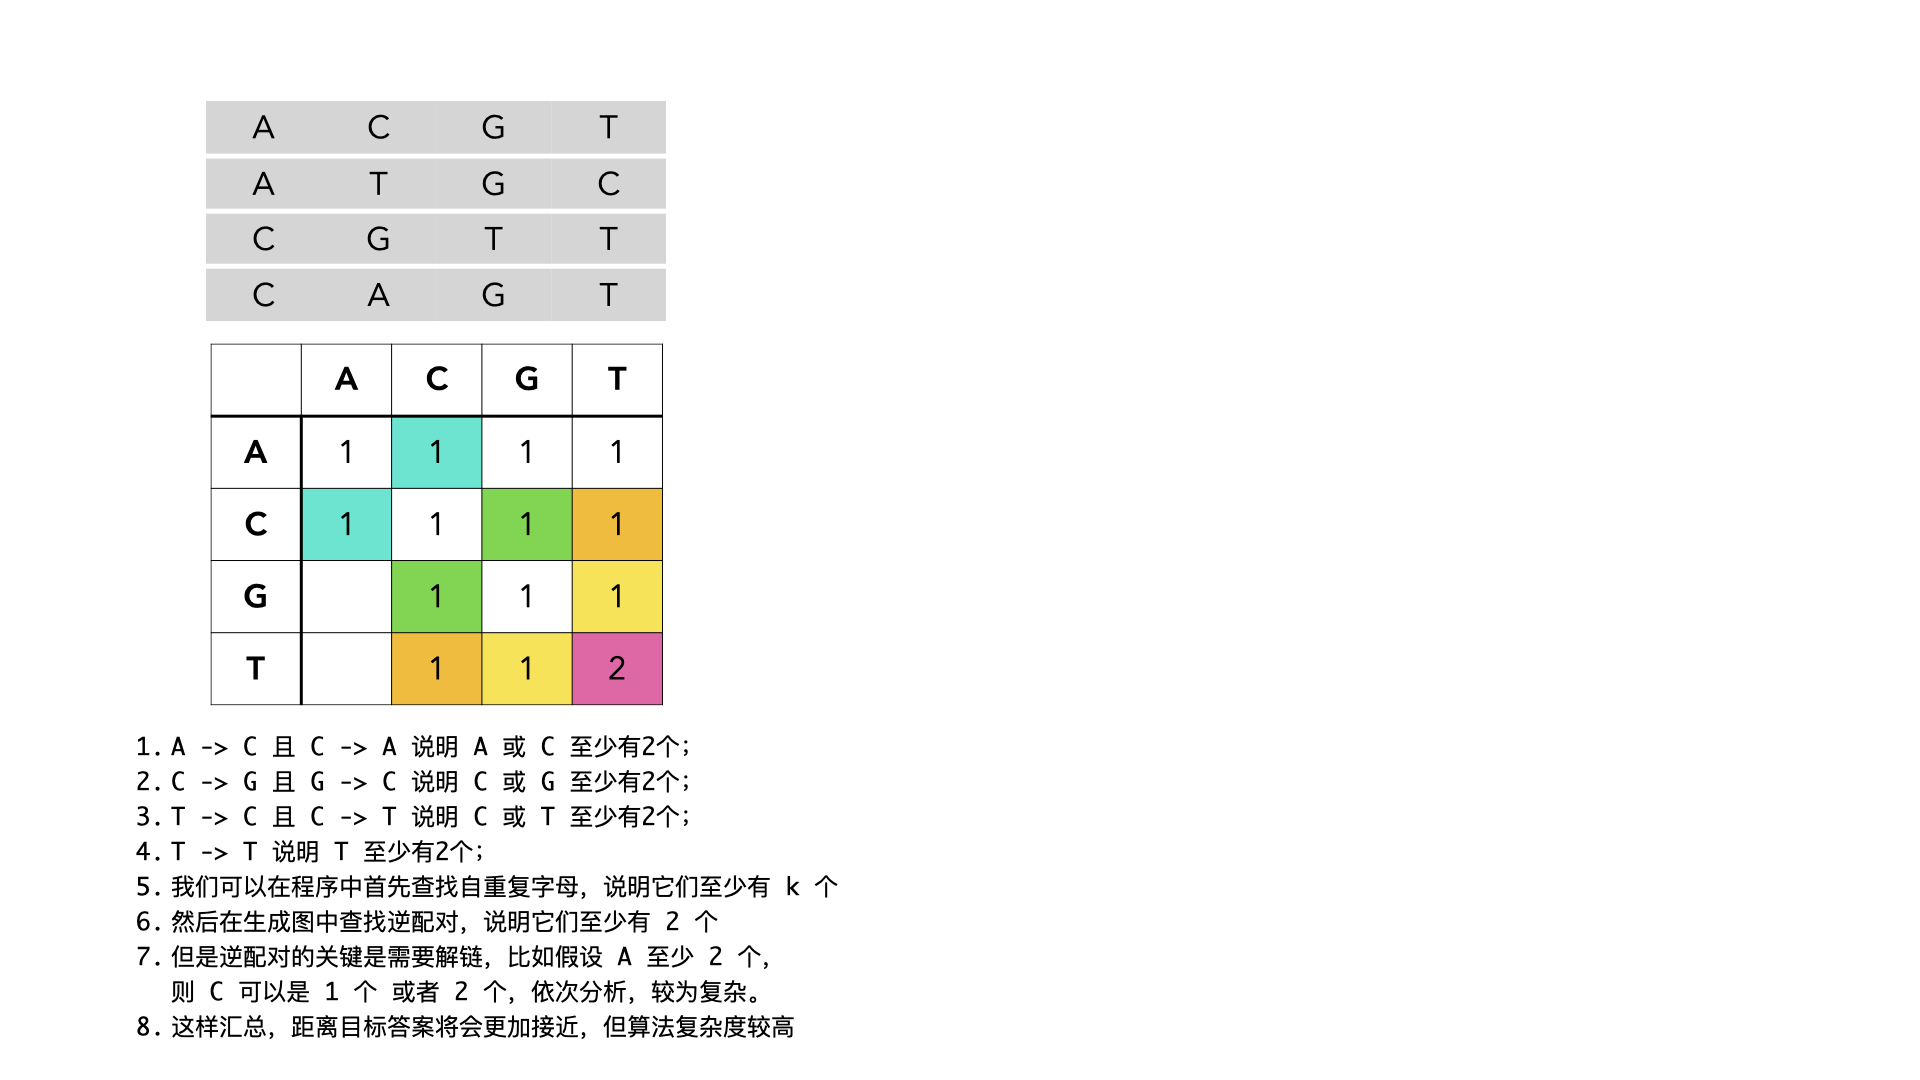 A C G T
A T G C
C G T T
C A G T
A C G T
A 1 1 1 1
C 1 1 1 1
G 1 1 1
T 1 1 2
1. A -> C 且 C -> A 说明 A 或 C 至少有2个；
2. C -> G 且 G -> C 说明 C 或 G 至少有2个；
3. T -> C 且 C -> T 说明 C 或 T 至少有2个；
4. T -> T 说明 T 至少有2个；
5. 我们可以在程序中首先查找自重复字母，说明它们至少有 k 个
6. 然后在生成图中查找逆配对，说明它们至少有 2 个
7. 但是逆配对的关键是需要解链，比如假设 A 至少 2 个，
则 C 可以是 1 个 或者 2 个，依次分析，较为复杂。
8. 这样汇总，距离目标答案将会更加接近，但算法复杂度较高